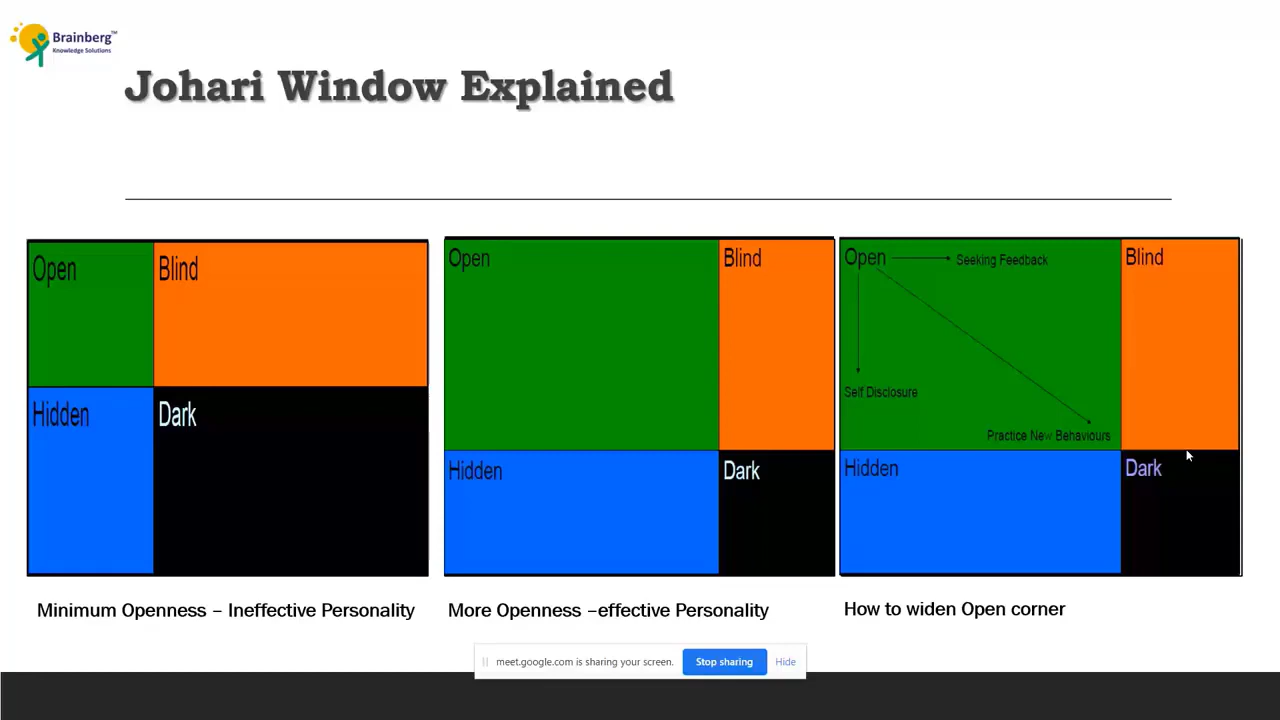 Brainberg™
Knowledge Solutions
Johari Window Explained
Open
Blind
Hidden
Dark
Minimum Openness – Ineffective Personality
Open
Blind
Hidden
Dark
More Openness –effective Personality
Open
Seeking Feedback
Blind
Self Disclosure
Practice New Behaviours
Hidden
Dark
How to widen Open corner
meet.google.com is sharing your screen. Stop sharing Hide